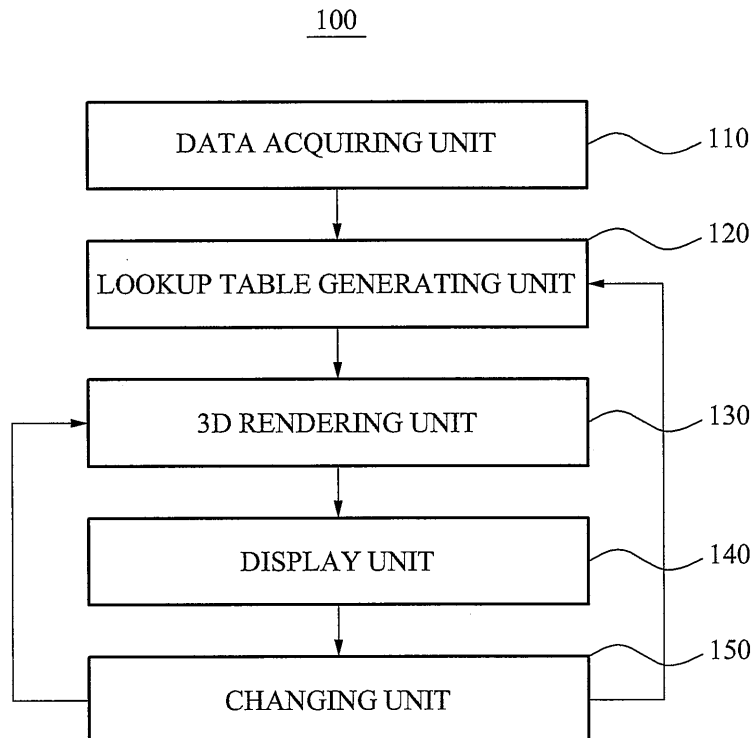 100
DATA ACQUIRING UNIT
110
120
LOOKUP TABLE GENERATING UNIT
3D RENDERING UNIT
130
DISPLAY UNIT
140
150
CHANGING UNIT